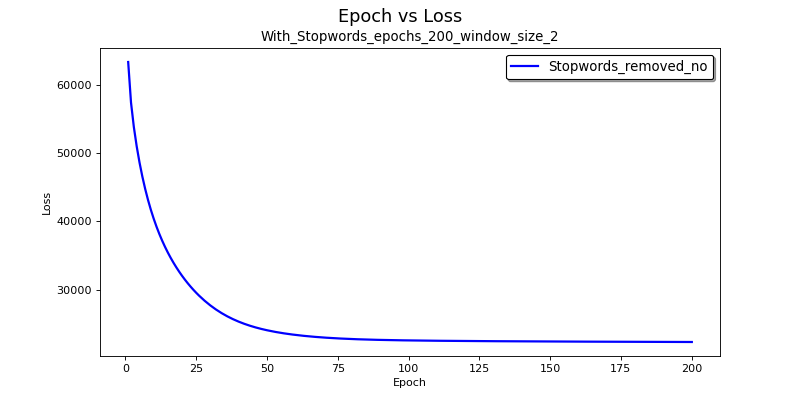 Epoch vs Loss
With_Stopwords_epochs_200_window_size_2
Stopwords_removed_no
60000
50000
40000
30000
Loss
0 25 50 75 100 125 150 175 200
Epoch